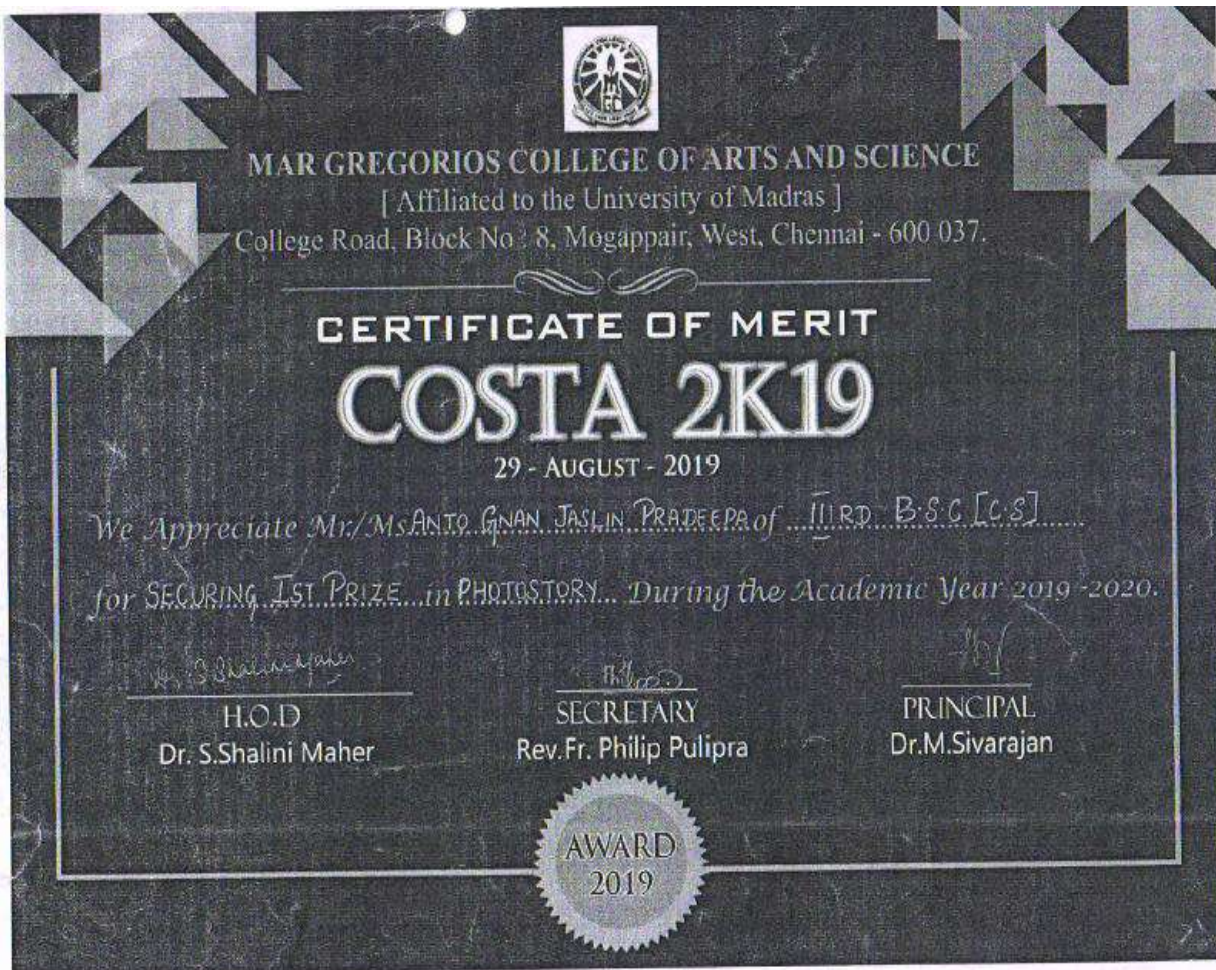 MAR GREGORIOS COLLEGE OF ARTS AND SCIENCE
[ Affiliated to the University of Madras ]
College Road, Block No : 8, Mogappair, West, Chennai - 600 037.
CERTIFICATE OF MERIT
COSTA 2K19
29 - AUGUST - 2019
We Appreciate Mr./Ms. ANTO GNAN JASLIN PRADEEPA of IIIRD B.SC [C.S]
for SECURING IST PRIZE in PHOTOSTORY During the Academic Year 2019 -2020.
H.O.D
Dr. S.Shalini Maher
SECRETARY
Rev.Fr. Philip Pulipra
PRINCIPAL
Dr.M.Sivarajan
AWARD
2019